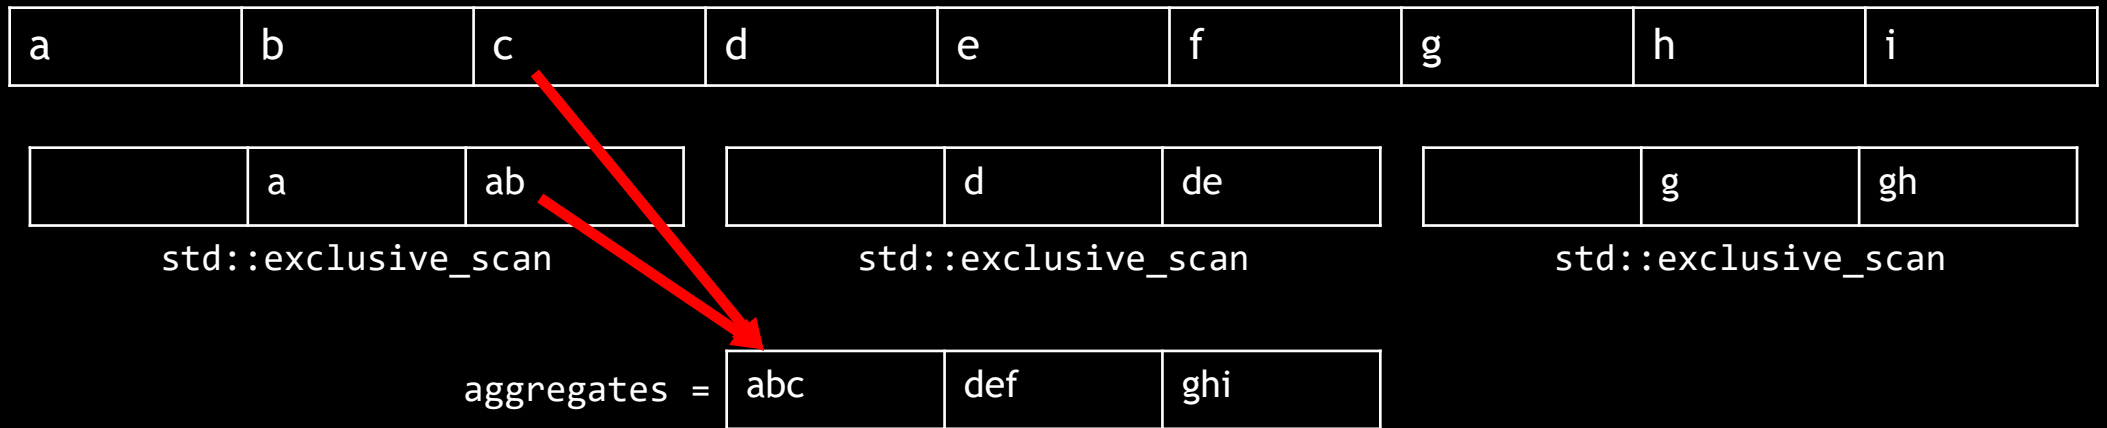 a b c d e f g h i
a ab d de g gh
std::exclusive_scan std::exclusive_scan std::exclusive_scan
aggregates = abc def ghi